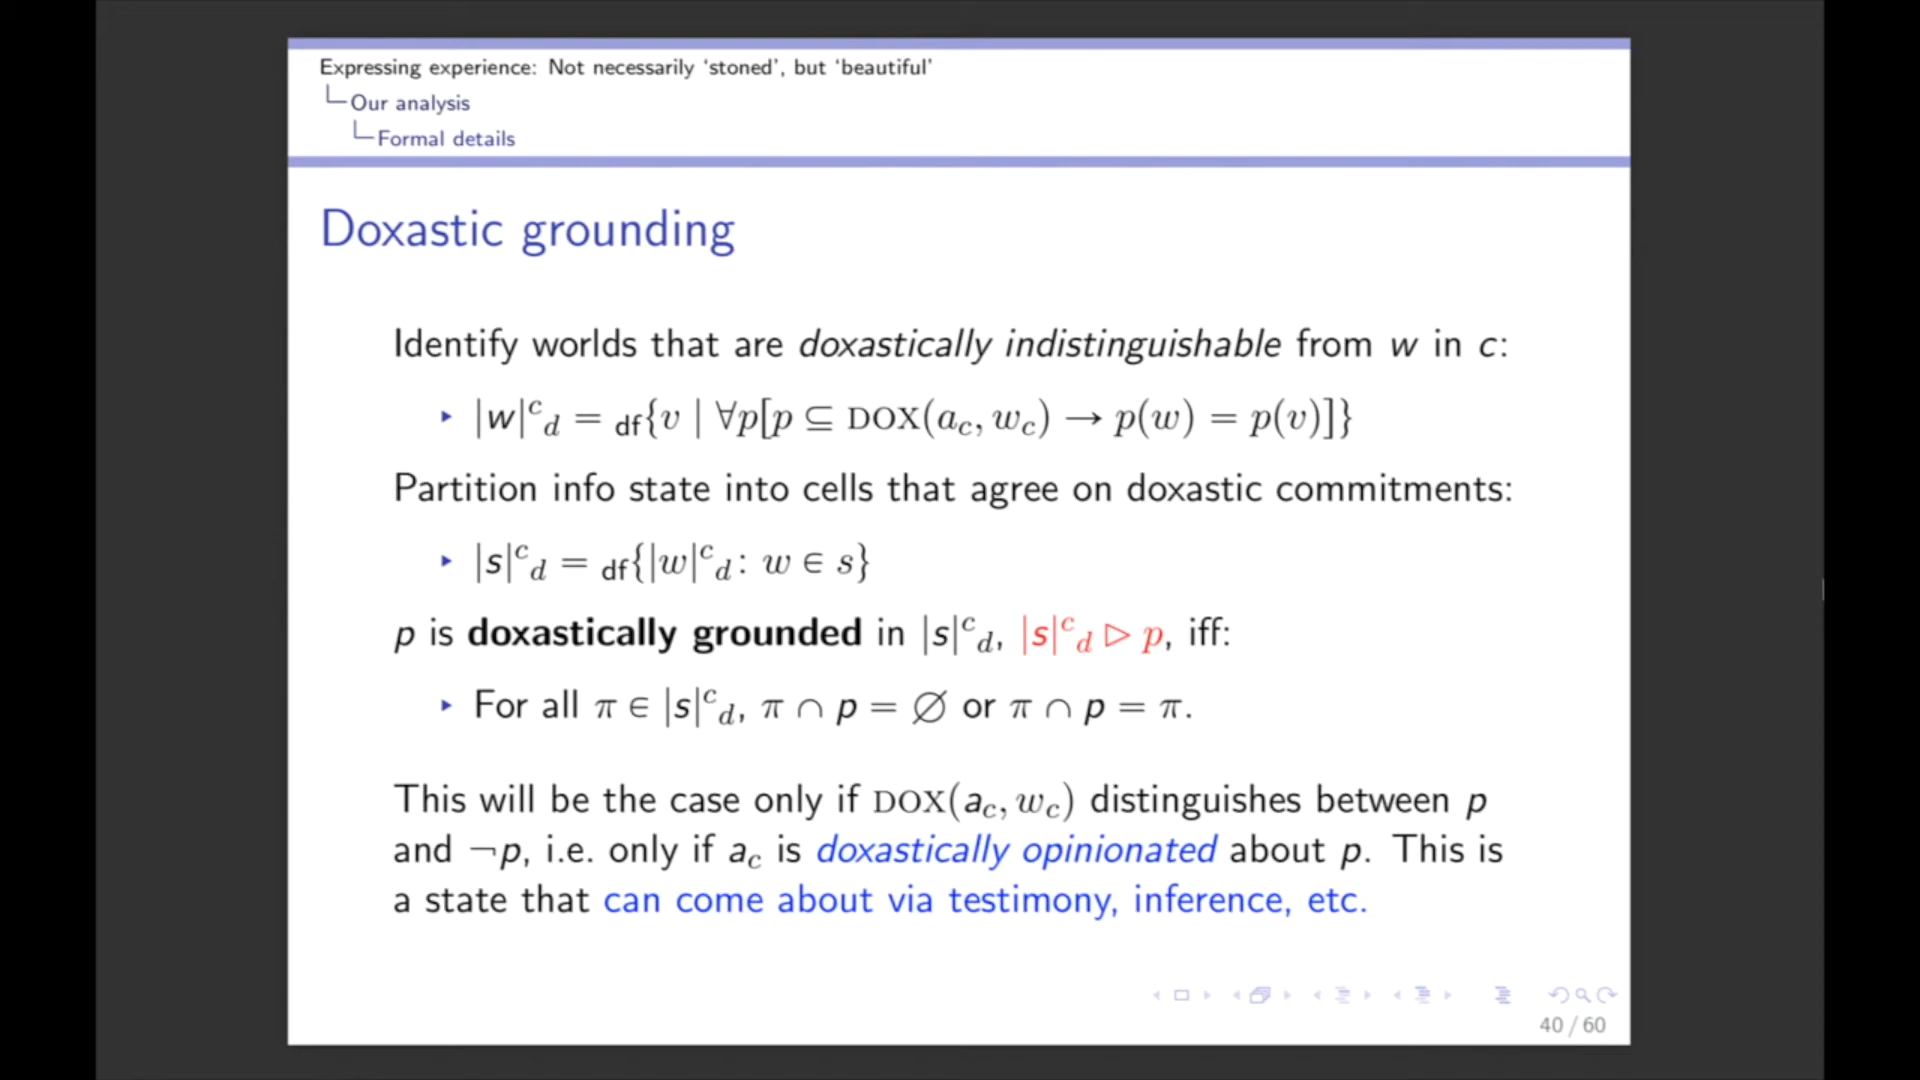 Expressing experience: Not necessarily ‘stoned’, but ‘beautiful’
Our analysis
Formal details
Doxastic grounding
Identify worlds that are doxastically indistinguishable from w in c:
▸ |w|ᶜ_d = df{v | ∀p[p ⊆ DOX(a_c, w_c) → p(w) = p(v)]}
Partition info state into cells that agree on doxastic commitments:
▸ |s|ᶜ_d = df{|w|ᶜ_d: w ∈ s}
p is doxastically grounded in |s|ᶜ_d, |s|ᶜ_d ▷ p, iff:
▸ For all π ∈ |s|ᶜ_d, π ∩ p = ∅ or π ∩ p = π.
This will be the case only if DOX(a_c, w_c) distinguishes between p
and ¬p, i.e. only if a_c is doxastically opinionated about p. This is
a state that can come about via testimony, inference, etc.
40 / 60